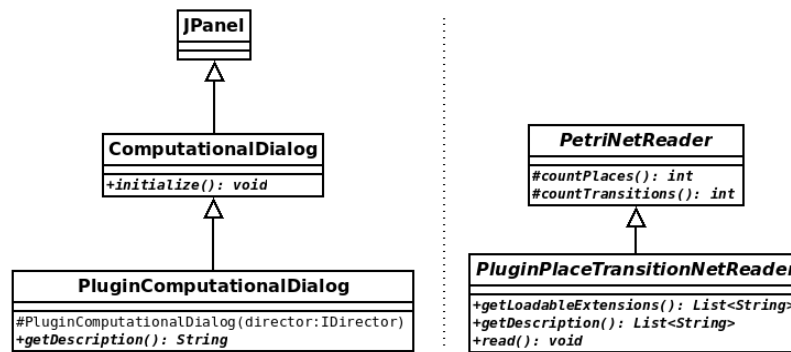 JPanel
ComputationalDialog
+initialize(): void
PluginComputationalDialog
#PluginComputationalDialog(director:IDirector)
+getDescription(): String
PetriNetReader
#countPlaces(): int
#countTransitions(): int
PluginPlaceTransitionNetReader
+getLoadableExtensions(): List<String>
+getDescription(): List<String>
+read(): void